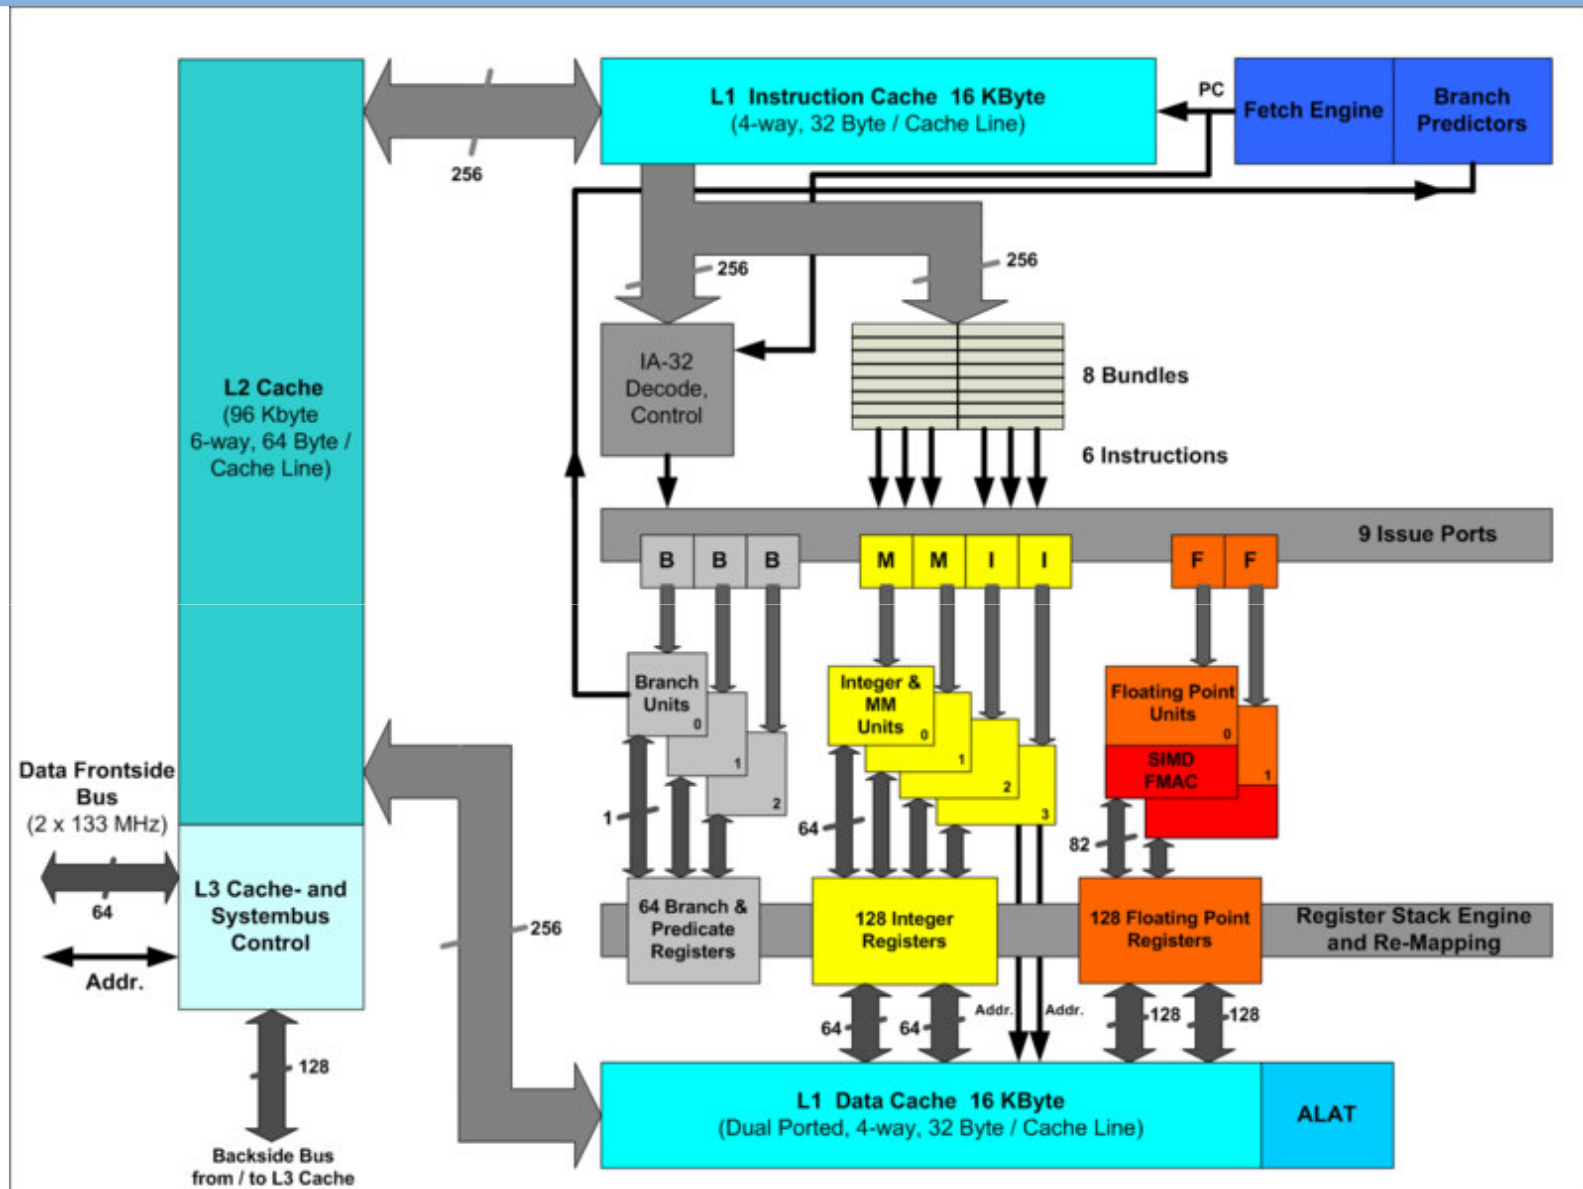 L1 Instruction Cache 16 KByte
(4-way, 32 Byte / Cache Line)
PC
Fetch Engine
Branch
Predictors
256
256
256
L2 Cache
(96 Kbyte
6-way, 64 Byte /
Cache Line)
IA-32
Decode,
Control
8 Bundles
6 Instructions
9 Issue Ports
B
B
B
M
M
I
I
F
F
Branch
Units
0
1
2
Integer &
MM
Units
0
1
2
3
Floating Point
Units
0
SIMD
FMAC
1
Data Frontside
Bus
(2 x 133 MHz)
64
Addr.
L3 Cache- and
Systembus
Control
1
64
82
256
64 Branch &
Predicate
Registers
128 Integer
Registers
128 Floating Point
Registers
Register Stack Engine
and Re-Mapping
64
64
Addr.
Addr.
128
128
128
L1 Data Cache 16 KByte
(Dual Ported, 4-way, 32 Byte / Cache Line)
ALAT
Backside Bus
from / to L3 Cache